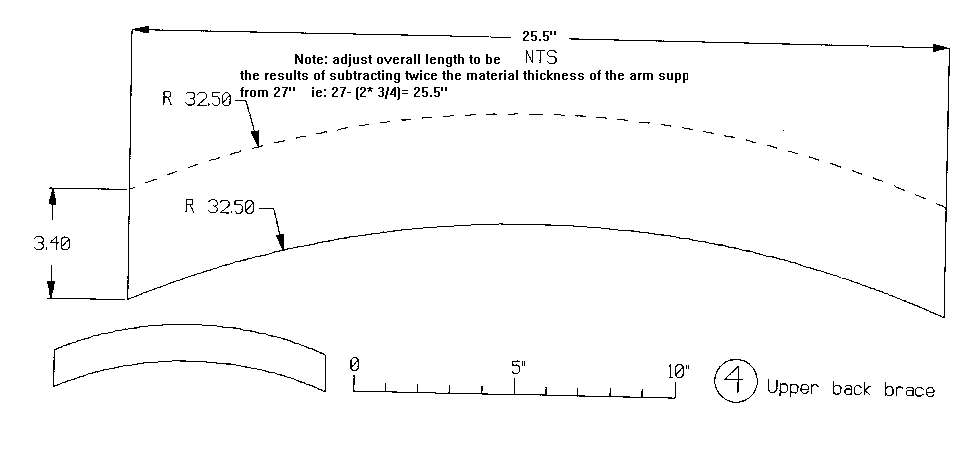 25.5"
Note: adjust overall length to be NTS
the results of subtracting twice the material thickness of the arm supp
from 27" ie: 27- (2* 3/4)= 25.5"
R 32.50
R 32.50
3.40
0 5" 10"
4 Upper back brace